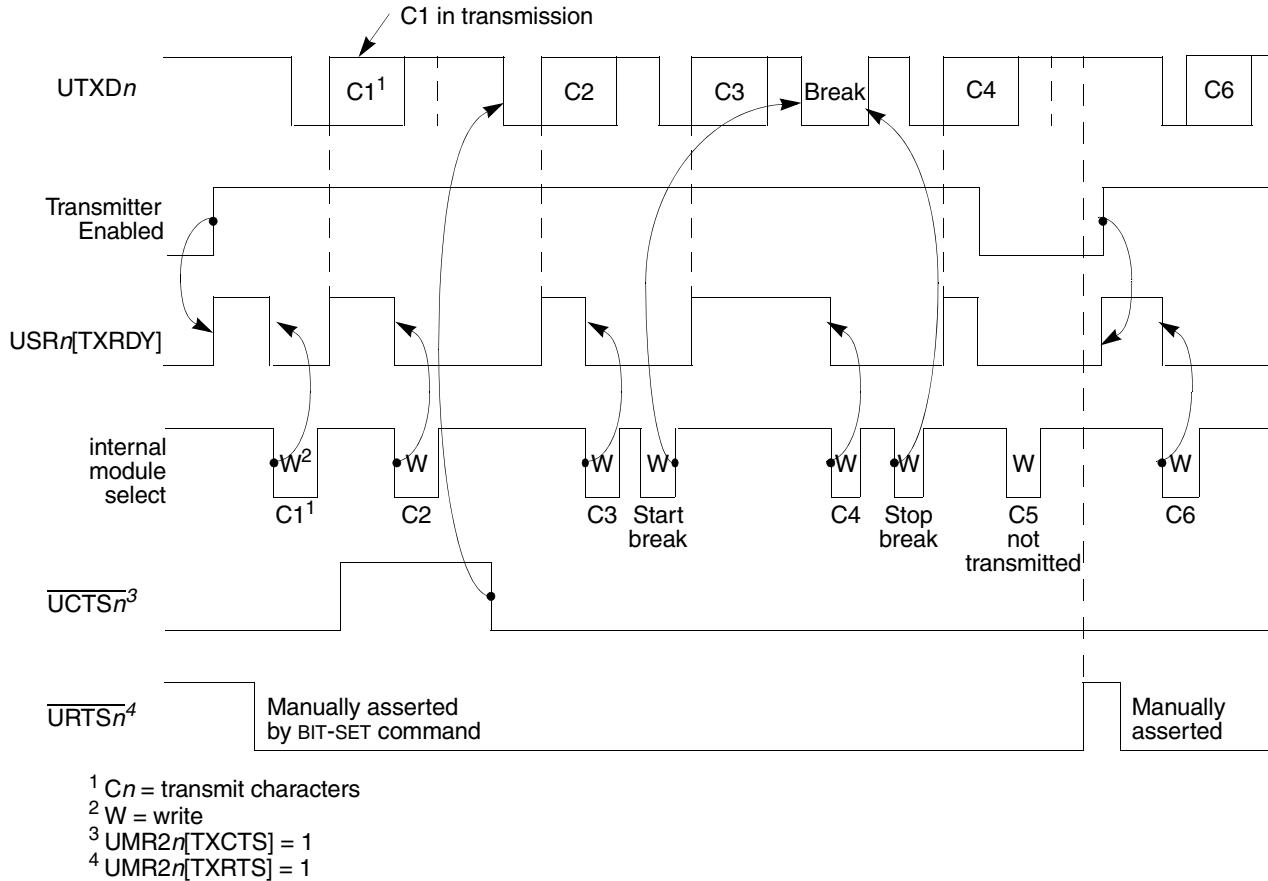 C1 in transmission
UTXDn
C1¹
C2
C3
Break
C4
C6
Transmitter
Enabled
USRn[TXRDY]
internal
module
select
W²
W
W
W
W
W
W
W
C1¹
C2
C3
Start
break
C4
Stop
break
C5
not
transmitted
C6
UCTSn³
URTSn⁴
Manually asserted
by BIT-SET command
Manually
asserted
¹ Cn = transmit characters
² W = write
³ UMR2n[TXCTS] = 1
⁴ UMR2n[TXRTS] = 1